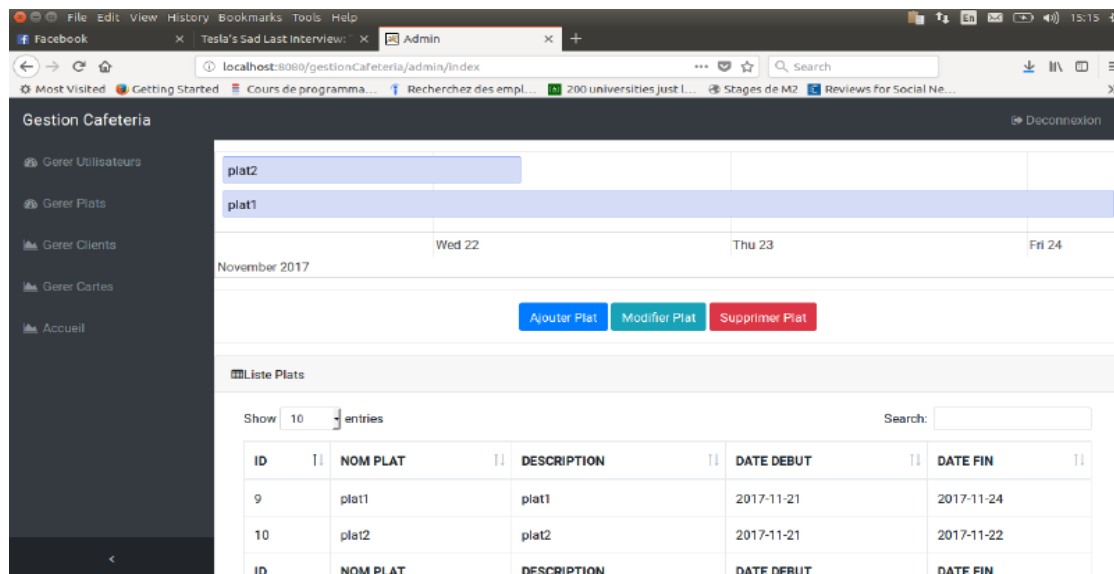 File Edit View History Bookmarks Tools Help En 15:15
Facebook × Tesla's Sad Last Interview: × Admin × +
localhost:8080/gestionCafeteria/admin/index ... Search
Most Visited Getting Started Cours de programma... Recherchez des empl... 200 universities just l... Stages de M2 Reviews for Social Ne...
Gestion Cafeteria Deconnexion
Gerer Utilisateurs
Gerer Plats
Gerer Clients
Gerer Cartes
Accueil
<
plat2
plat1
Wed 22 Thu 23 Fri 24
November 2017
Ajouter Plat Modifier Plat Supprimer Plat
Liste Plats
Show 10 entries Search:
ID NOM PLAT DESCRIPTION DATE DEBUT DATE FIN
9 plat1 plat1 2017-11-21 2017-11-24
10 plat2 plat2 2017-11-21 2017-11-22
ID NOM PLAT DESCRIPTION DATE DEBUT DATE FIN